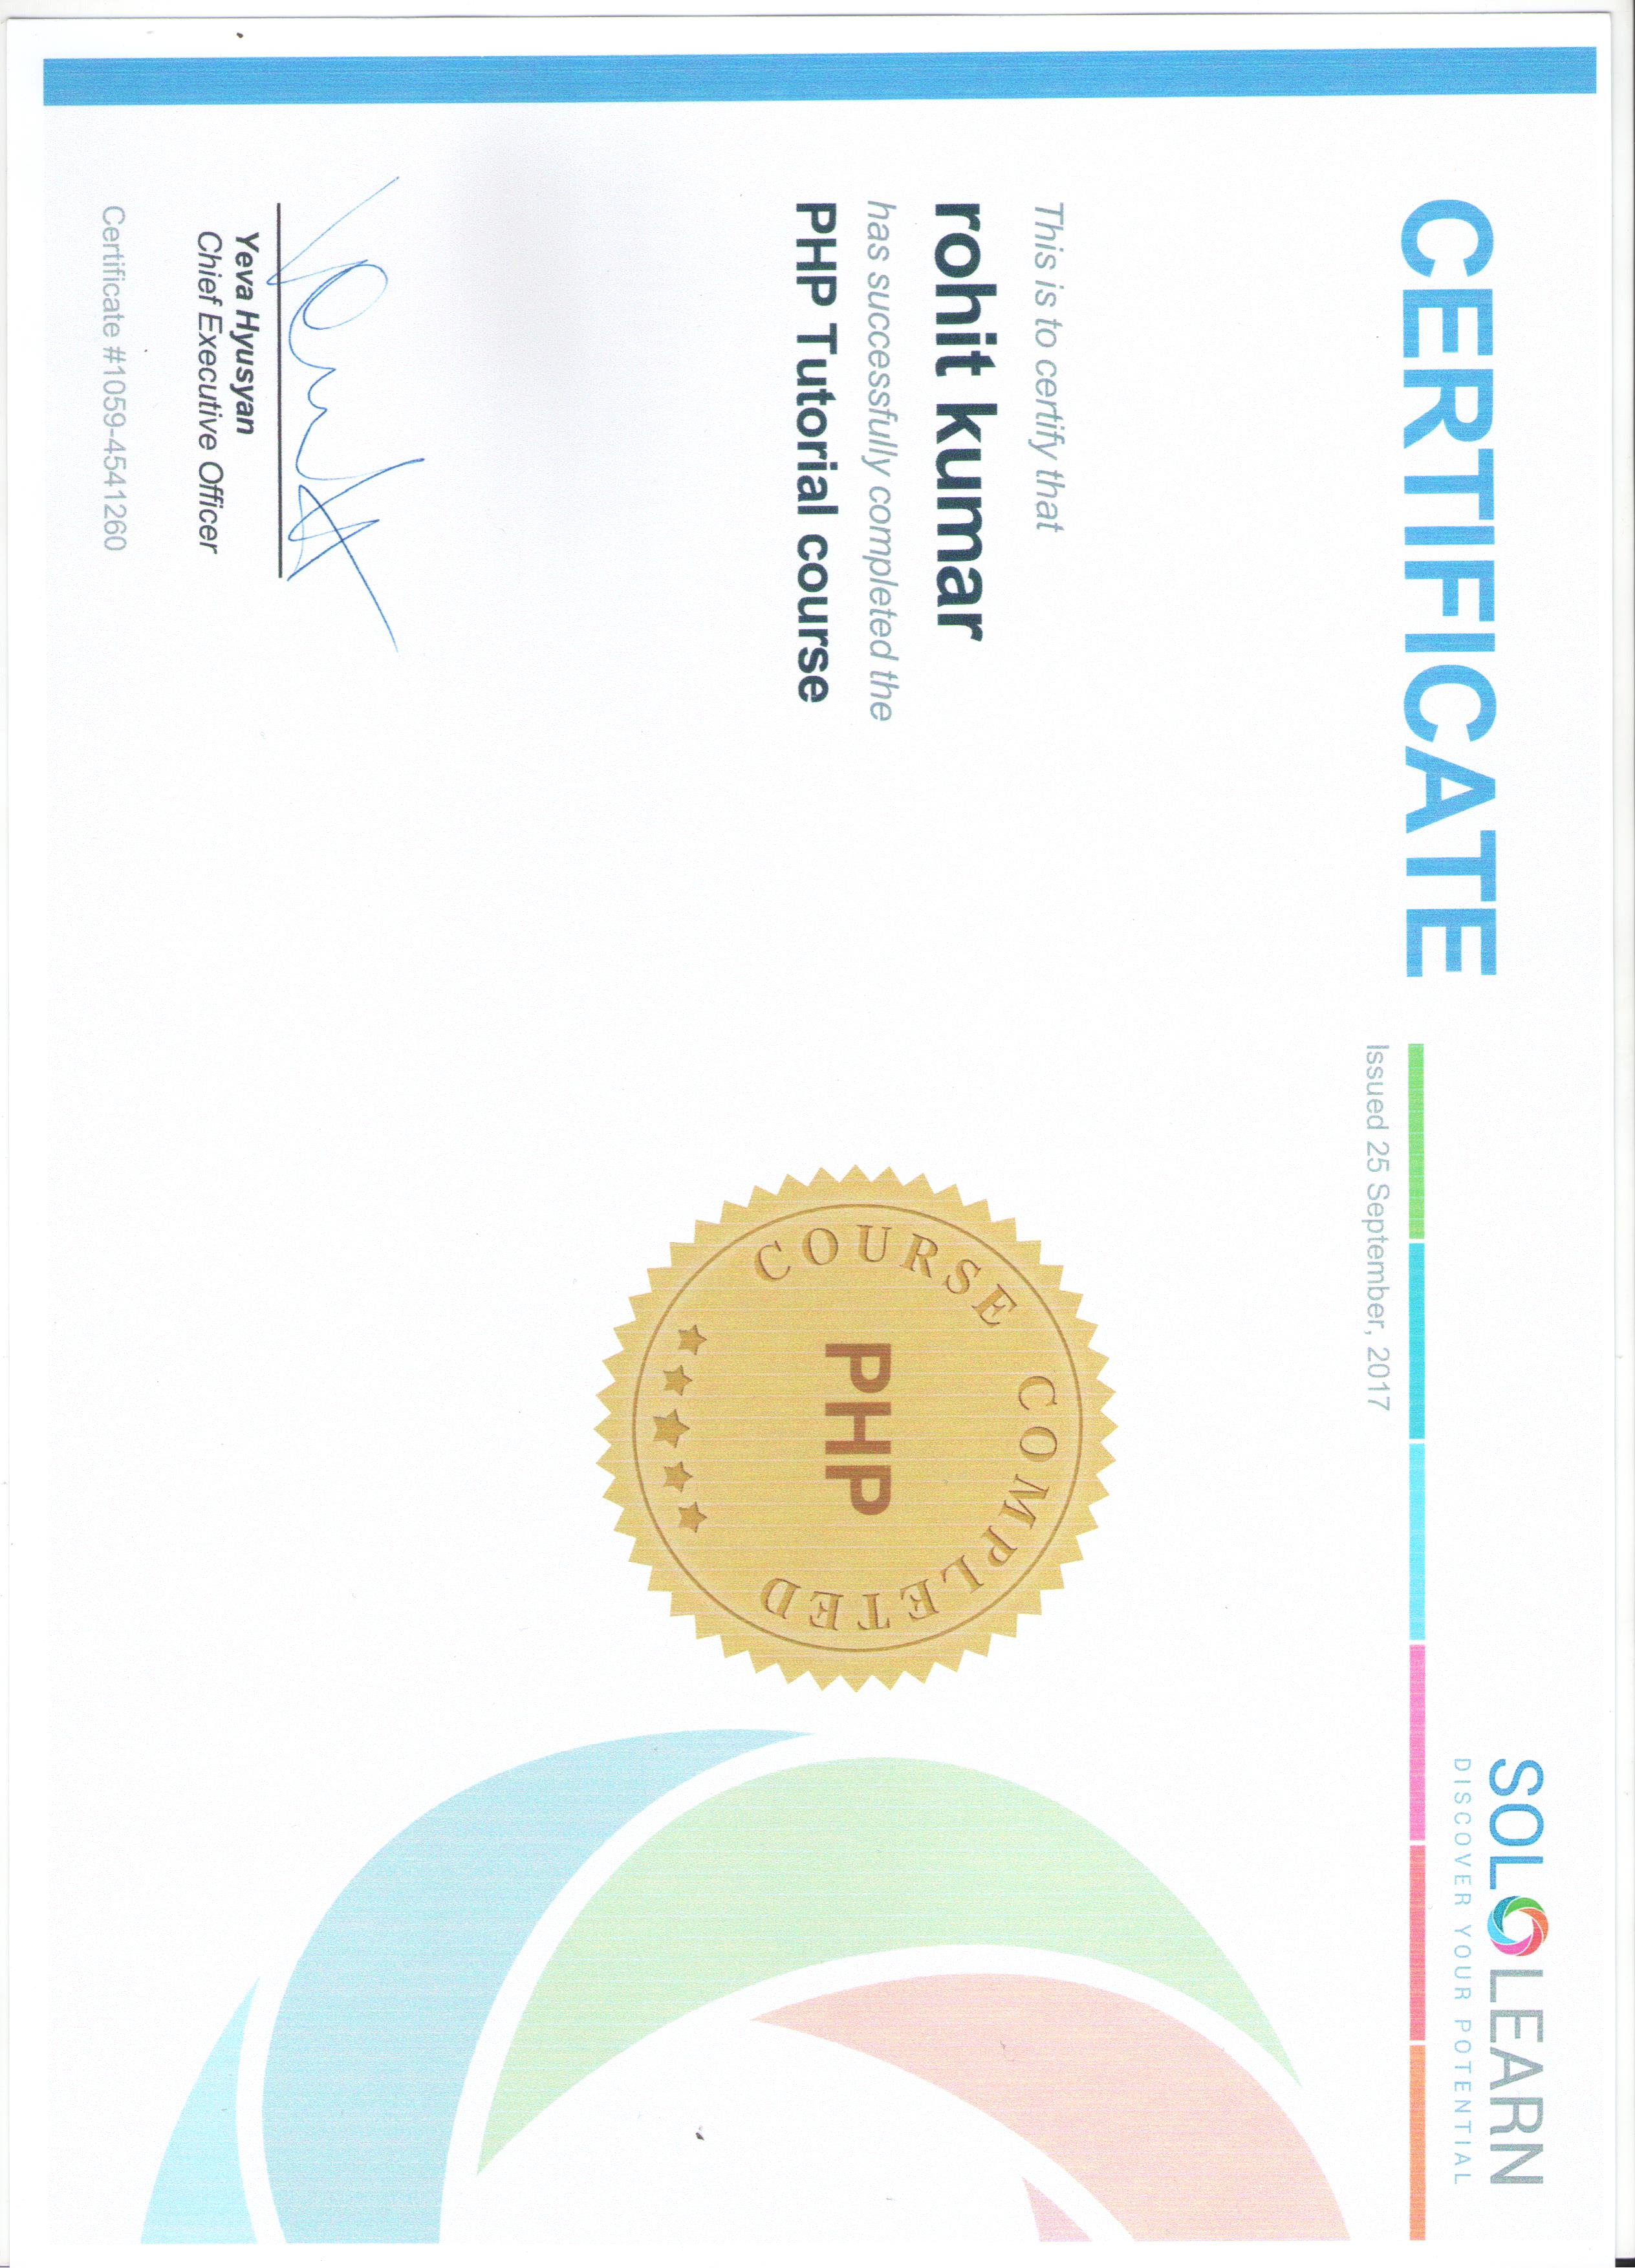 SOLOLEARN
DISCOVER YOUR POTENTIAL
CERTIFICATE
Issued 25 September, 2017
This is to certify that
rohit kumar
has successfully completed the
PHP Tutorial course
COURSE COMPLETED
PHP
Yeva Hyusyan
Chief Executive Officer
Certificate #1059-4541260